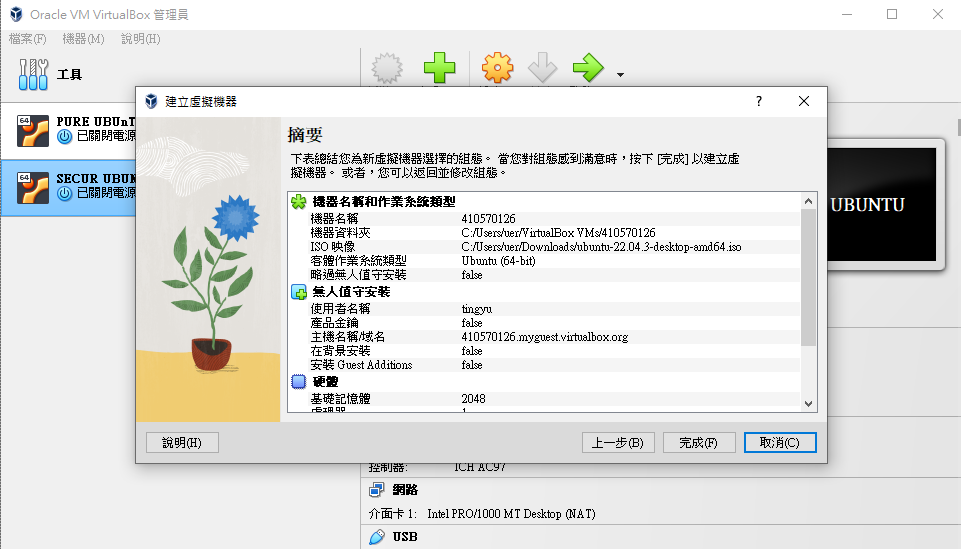 Oracle VM VirtualBox 管理員
檔案(F) 機器(M) 說明(H)
工具
64
PURE UBUnT
已關閉電源
64
SECUR UBUN
已關閉電源
UBUNTU
建立虛擬機器
?
摘要
下表總結您為新虛擬機器選擇的組態。 當您對組態感到滿意時，按下 [完成] 以建立虛
擬機器。 或者，您可以返回並修改組態。
機器名稱和作業系統類型
機器名稱 410570126
機器資料夾 C:/Users/uer/VirtualBox VMs/410570126
ISO 映像 C:/Users/uer/Downloads/ubuntu-22.04.3-desktop-amd64.iso
客體作業系統類型 Ubuntu (64-bit)
略過無人值守安裝 false
無人值守安裝
使用者名稱 tingyu
產品金鑰 false
主機名稱/域名 410570126.myguest.virtualbox.org
在背景安裝 false
安裝 Guest Additions false
硬體
基礎記憶體 2048
處理器 1
說明(H) 上一步(B) 完成(F) 取消(C)
控制器: ICH AC97
網路
介面卡 1: Intel PRO/1000 MT Desktop (NAT)
USB